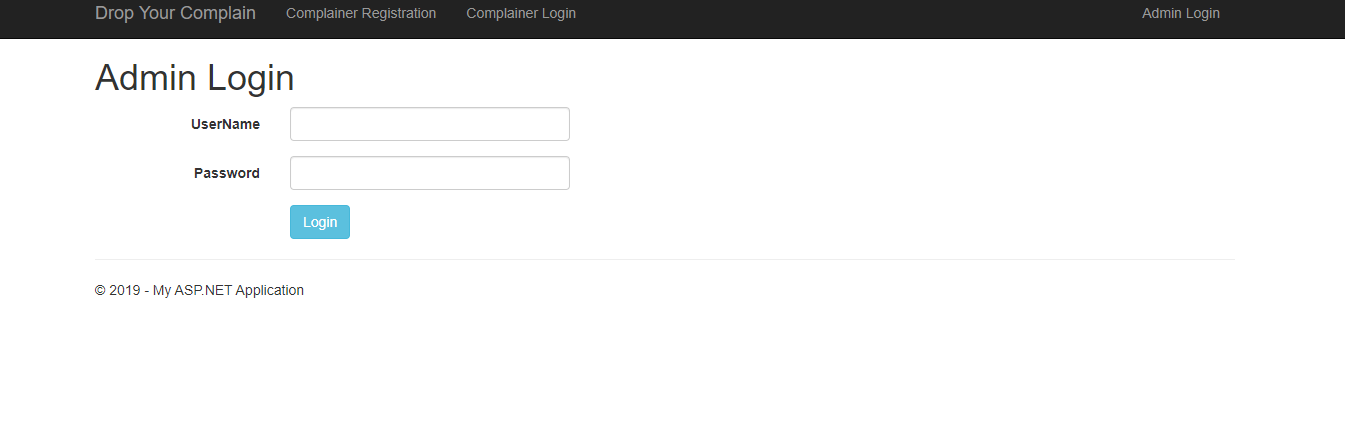 Drop Your Complain Complainer Registration Complainer Login Admin Login
Admin Login
UserName
Password
Login
© 2019 - My ASP.NET Application